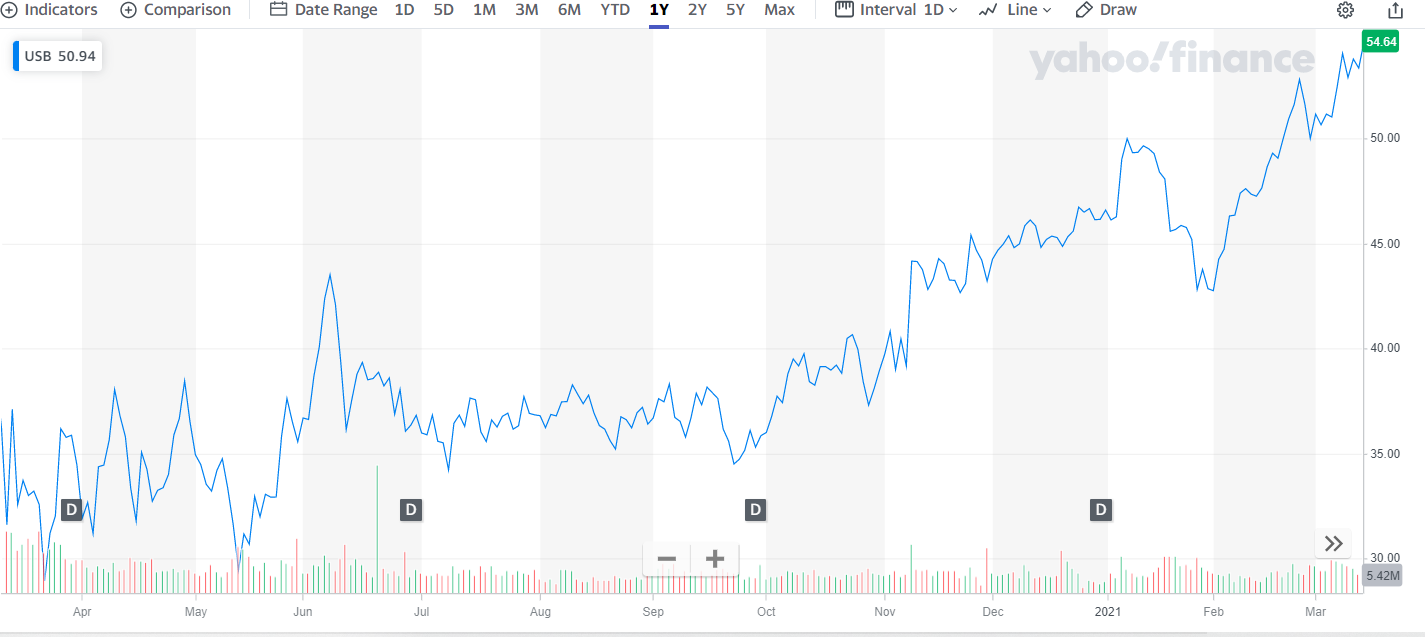 Indicators Comparison Date Range 1D 5D 1M 3M 6M YTD 1Y 2Y 5Y Max Interval 1D Line Draw
USB 50.94
yahoo!finance
54.64
50.00
45.00
40.00
35.00
D D D D
30.00
5.42M
Apr May Jun Jul Aug Sep Oct Nov Dec 2021 Feb Mar